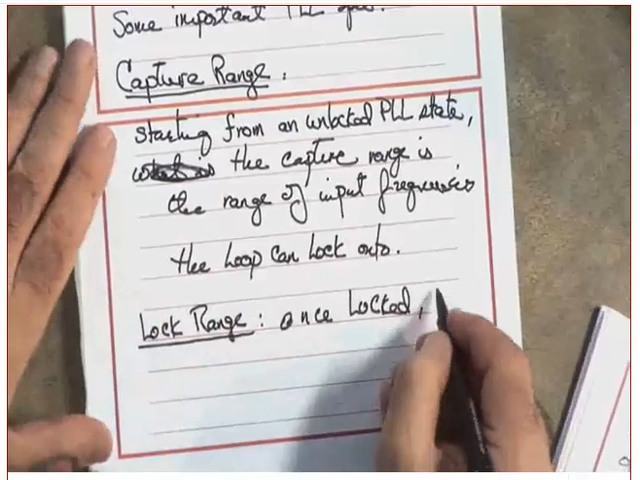 Some important PLL
Capture Range.
starting from an unlocked PLL state,
the capture range is
the range of input frequencies
the Loop can Lock onto.
Lock Range: once Locked,